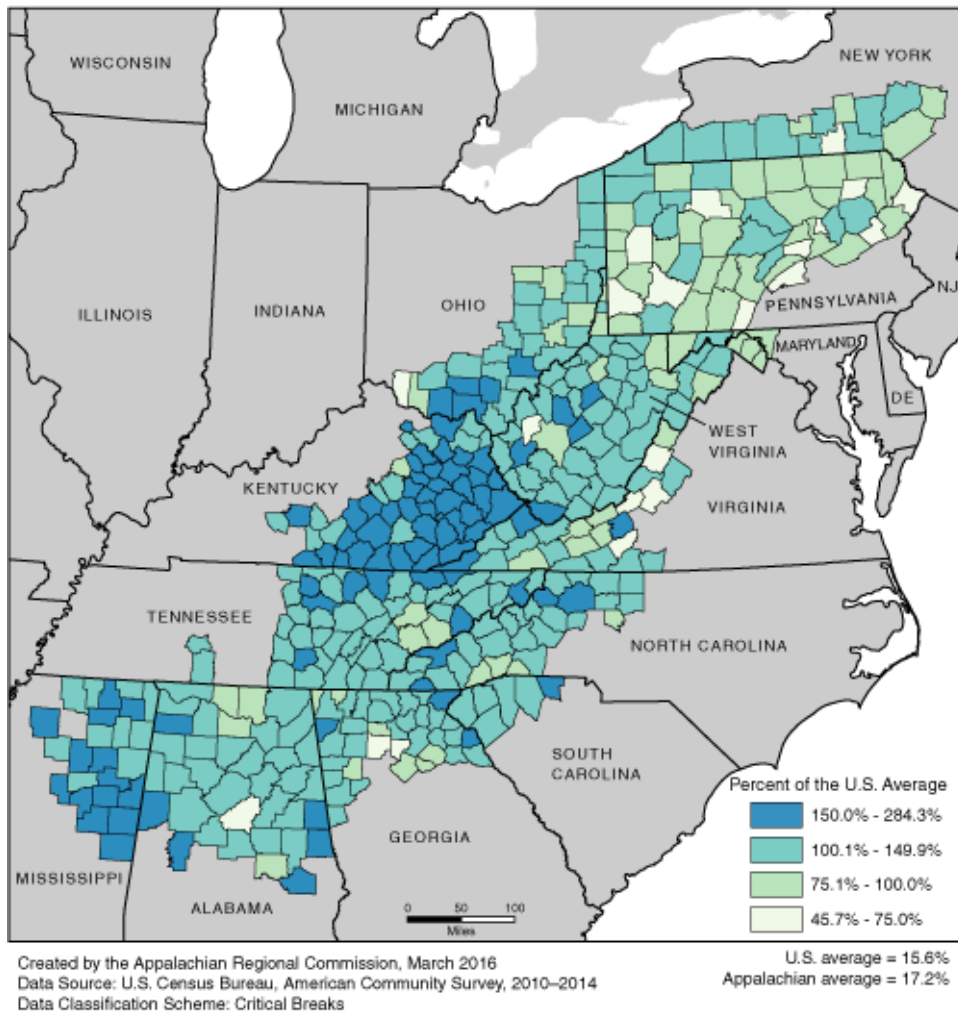 NEW YORK
WISCONSIN
MICHIGAN
PENNSYLVANIA
NJ
OHIO
ILLINOIS
INDIANA
MARYLAND
DE
WEST
VIRGINIA
KENTUCKY
VIRGINIA
TENNESSEE
NORTH CAROLINA
SOUTH
CAROLINA
GEORGIA
MISSISSIPPI
ALABAMA
Percent of the U.S. Average
150.0% - 284.3%
100.1% - 149.9%
75.1% - 100.0%
45.7% - 75.0%
0 50 100
Miles
Created by the Appalachian Regional Commission, March 2016
Data Source: U.S. Census Bureau, American Community Survey, 2010–2014
Data Classification Scheme: Critical Breaks
U.S. average = 15.6%
Appalachian average = 17.2%